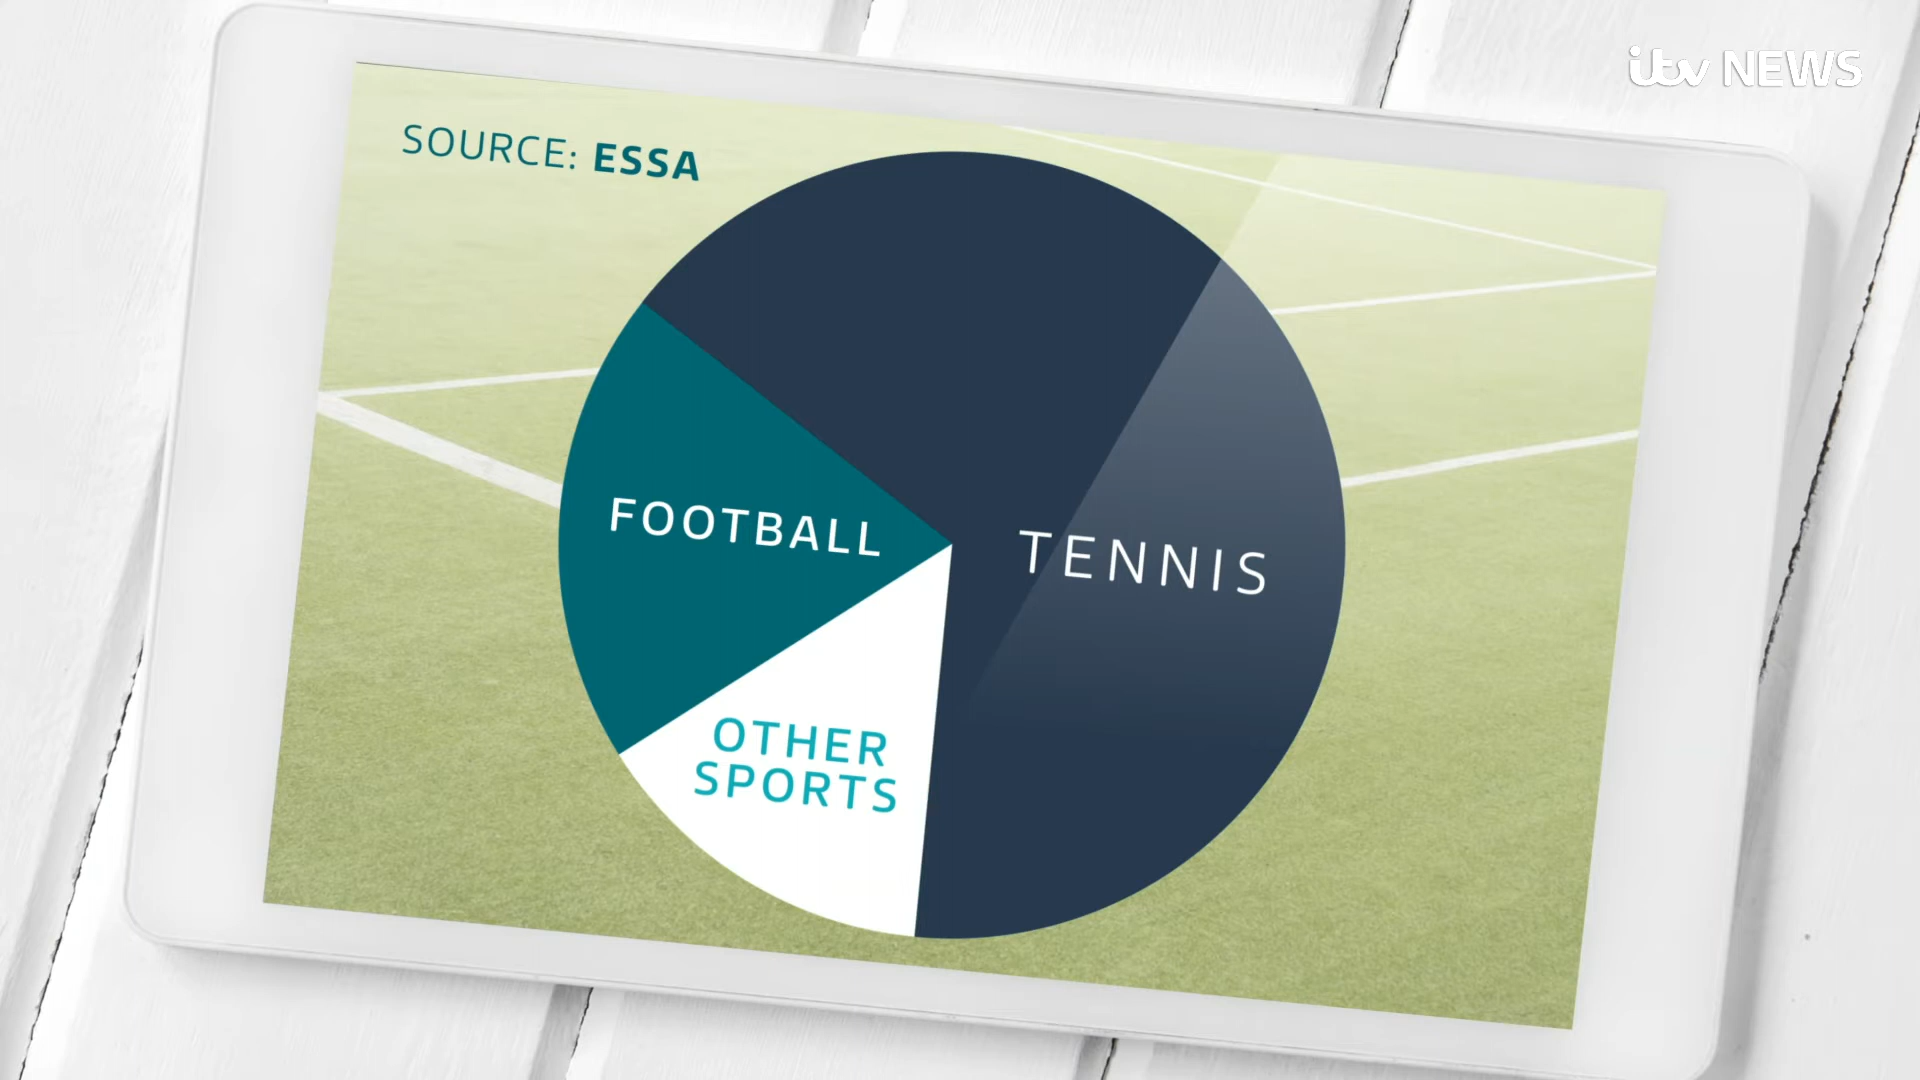 itv NEWS
SOURCE: ESSA
FOOTBALL
TENNIS
OTHER
SPORTS